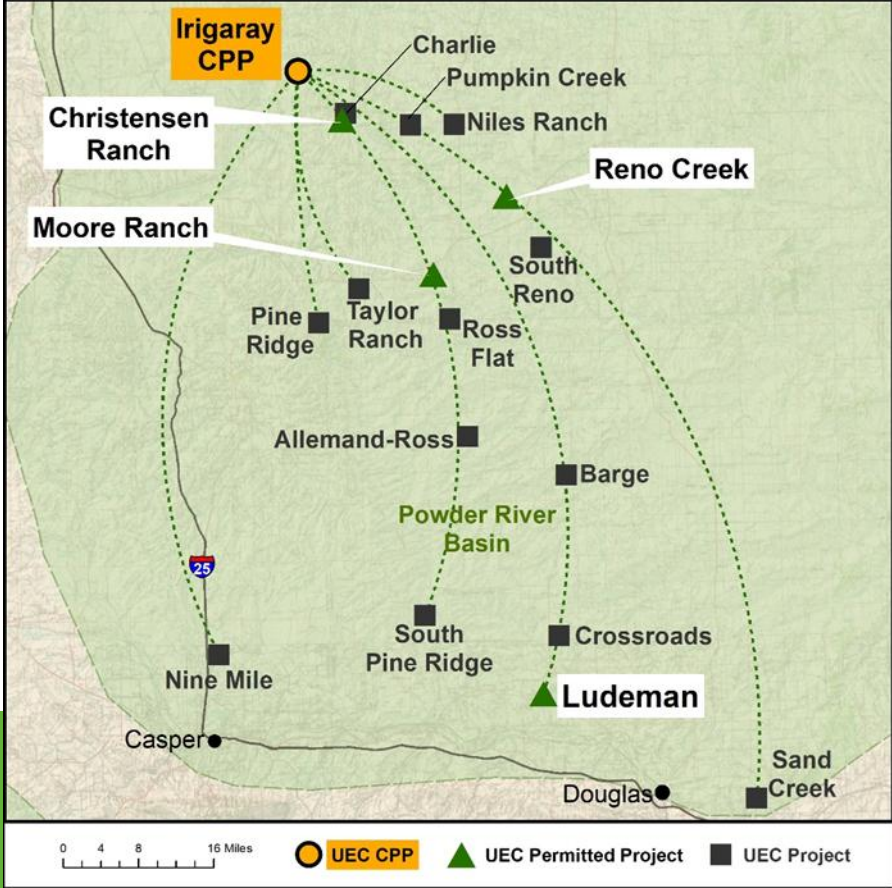 Irigaray
CPP
Charlie
Pumpkin Creek
Christensen
Ranch
Niles Ranch
Reno Creek
Moore Ranch
South
Reno
Pine
Ridge
Taylor
Ranch
Ross
Flat
Allemand-Ross
Barge
Powder River
Basin
25
South
Pine Ridge
Crossroads
Nine Mile
Ludeman
Casper
Sand
Creek
Douglas
0 4 8 16 Miles
UEC CPP
UEC Permitted Project
UEC Project